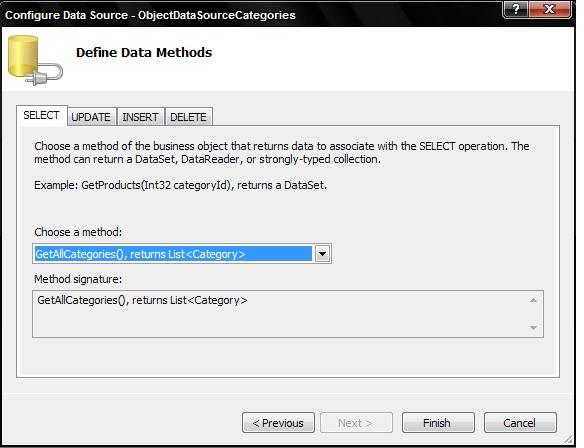 Configure Data Source - ObjectDataSourceCategories
?
Define Data Methods
SELECT UPDATE INSERT DELETE
Choose a method of the business object that returns data to associate with the SELECT operation. The
method can return a DataSet, DataReader, or strongly-typed collection.
Example: GetProducts(Int32 categoryId), returns a DataSet.
Choose a method:
GetAllCategories(), returns List<Category>
Method signature:
GetAllCategories(), returns List<Category>
< Previous Next > Finish Cancel